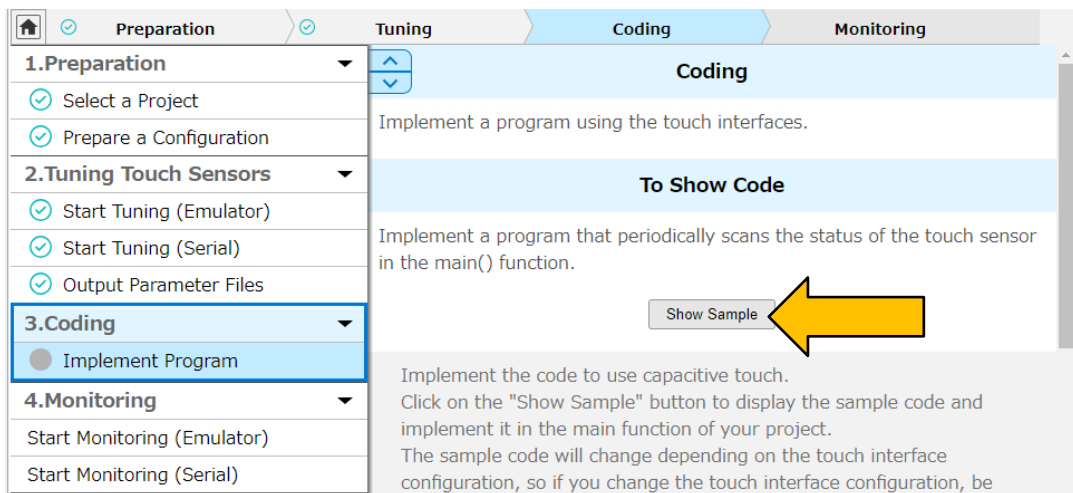 Preparation
Tuning
Coding
Monitoring
1.Preparation
Select a Project
Prepare a Configuration
2.Tuning Touch Sensors
Start Tuning (Emulator)
Start Tuning (Serial)
Output Parameter Files
3.Coding
Implement Program
4.Monitoring
Start Monitoring (Emulator)
Start Monitoring (Serial)
Coding
Implement a program using the touch interfaces.
To Show Code
Implement a program that periodically scans the status of the touch sensor
in the main() function.
Show Sample
Implement the code to use capacitive touch.
Click on the "Show Sample" button to display the sample code and
implement it in the main function of your project.
The sample code will change depending on the touch interface
configuration, so if you change the touch interface configuration, be